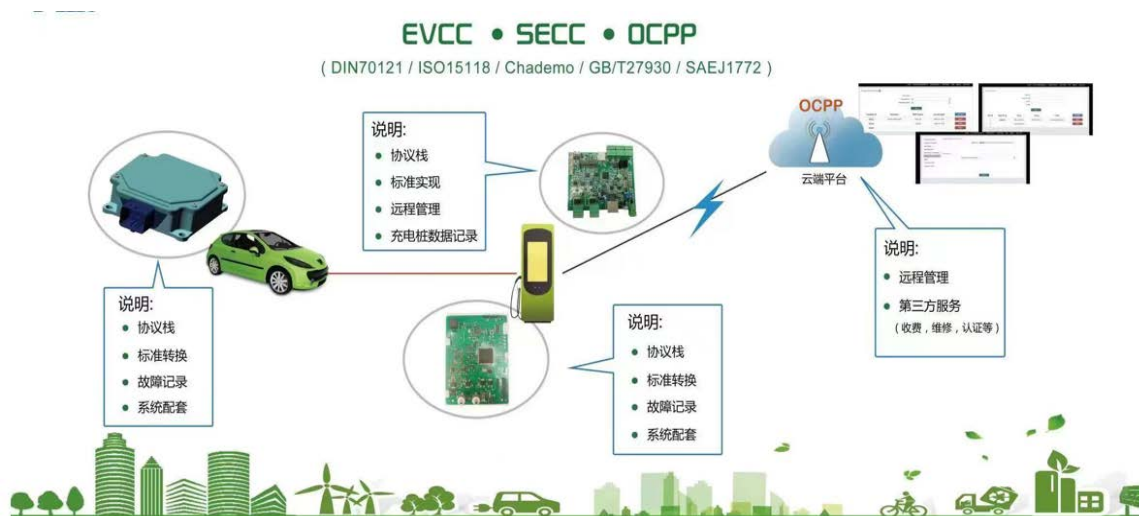 EVCC • SECC • OCPP
( DIN70121 / ISO15118 / Chademo / GB/T27930 / SAEJ1772 )
说明:
• 协议栈
• 标准实现
• 远程管理
• 充电桩数据记录
OCPP
云端平台
说明:
• 远程管理
• 第三方服务
（收费，维修，认证等）
说明:
• 协议栈
• 标准转换
• 故障记录
• 系统配套
说明:
• 协议栈
• 标准转换
• 故障记录
• 系统配套